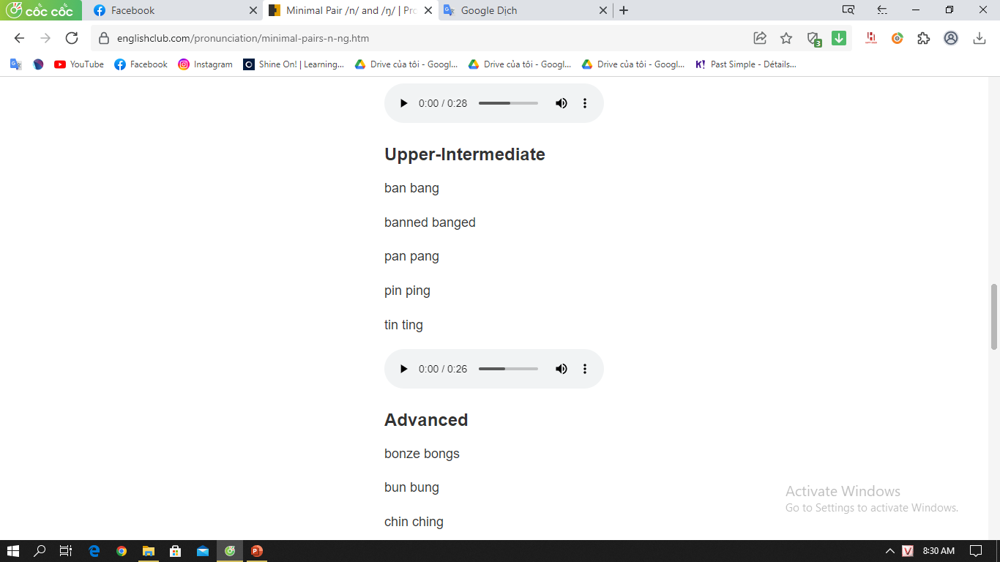 cốc cốc
Facebook
Minimal Pair /n/ and /ŋ/ | Pro
Google Dịch
englishclub.com/pronunciation/minimal-pairs-n-ng.htm
3
YouTube
Facebook
Instagram
Shine On! | Learning...
Drive của tôi - Googl...
Drive của tôi - Googl...
Drive của tôi - Googl...
K!
Past Simple - Détails...
0:00 / 0:28
Upper-Intermediate
ban bang
banned banged
pan pang
pin ping
tin ting
0:00 / 0:26
Advanced
bonze bongs
bun bung
chin ching
Activate Windows
Go to Settings to activate Windows.
V
8:30 AM